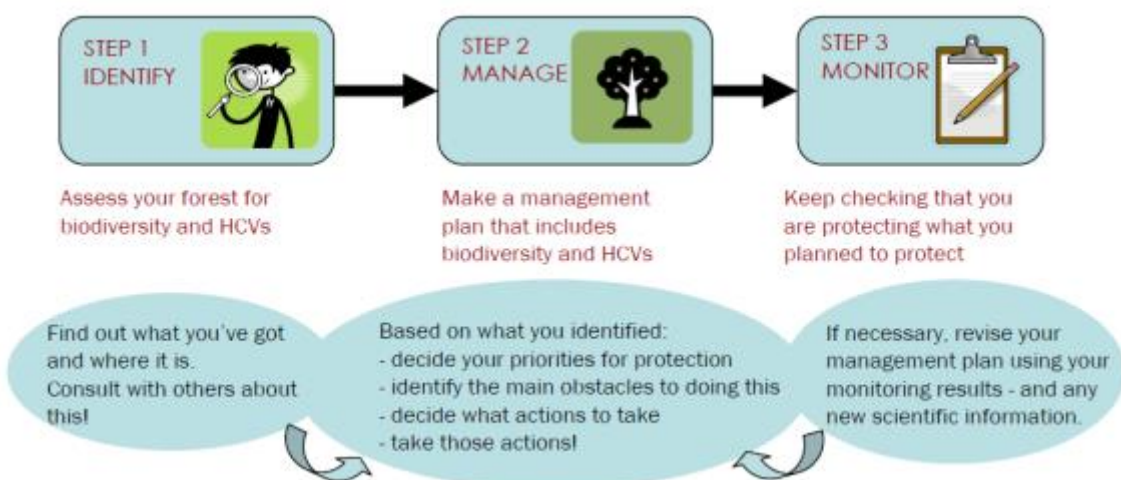 STEP 1
IDENTIFY
STEP 2
MANAGE
STEP 3
MONITOR
Assess your forest for
biodiversity and HCVs
Make a management
plan that includes
biodiversity and HCVs
Keep checking that you
are protecting what you
planned to protect
Find out what you've got
and where it is.
Consult with others about
this!
Based on what you identified:
- decide your priorities for protection
- identify the main obstacles to doing this
- decide what actions to take
- take those actions!
If necessary, revise your
management plan using your
monitoring results - and any
new scientific information.